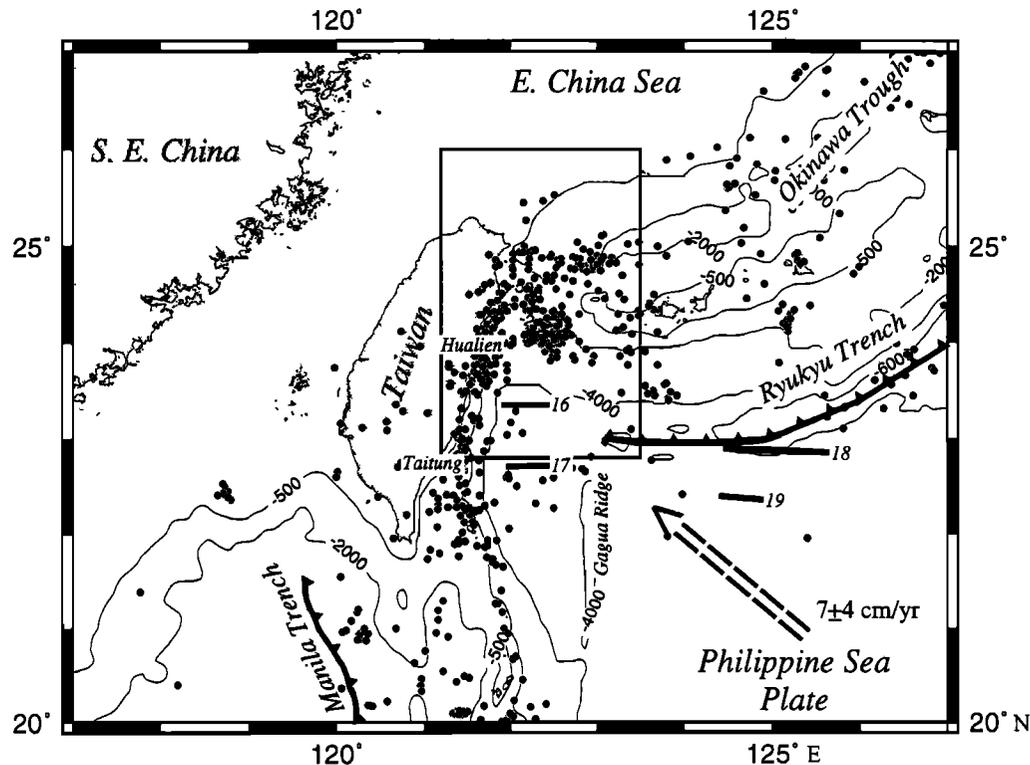 120° 125°
E. China Sea
S. E. China
Okinawa Trough
25° 25°
-2000
-500
-500
Taiwan
Hualien
Ryukyu Trench
-6000
16
-4000
18
Taitung
17
-500
19
Gagua Ridge
-2000
-4000
7±4 cm/yr
Manila Trench
-500
Philippine Sea
Plate
20° 20° N
120° 125° E